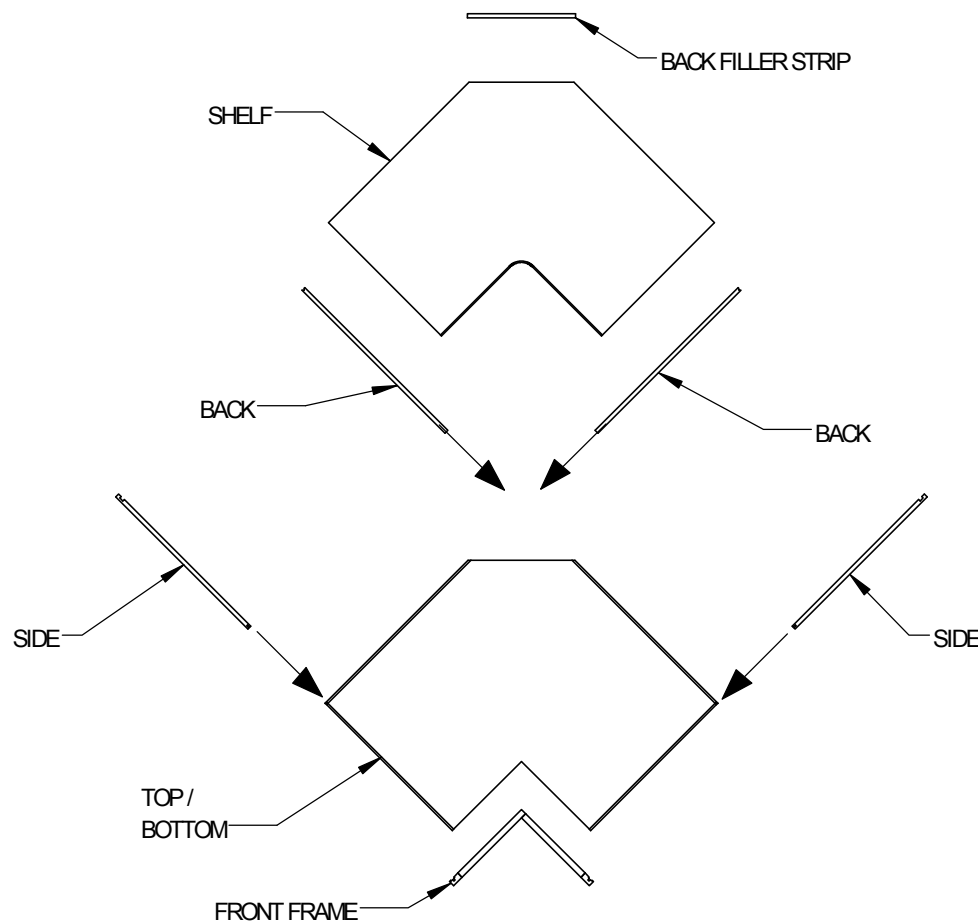 BACK FILLER STRIP
SHELF
BACK
BACK
SIDE
SIDE
TOP /
BOTTOM
FRONT FRAME